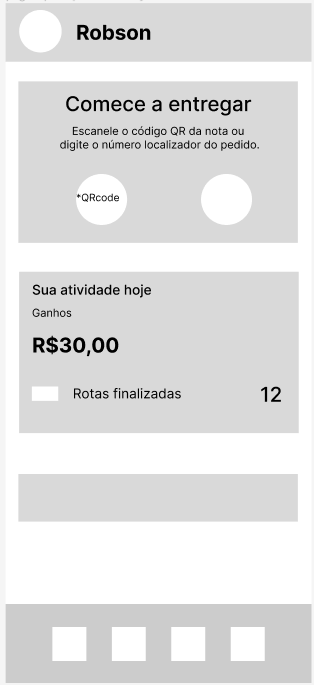 Robson
Comece a entregar
Escanele o código QR da nota ou
digite o número localizador do pedido.
*QRcode
Sua atividade hoje
Ganhos
R$30,00
Rotas finalizadas
12